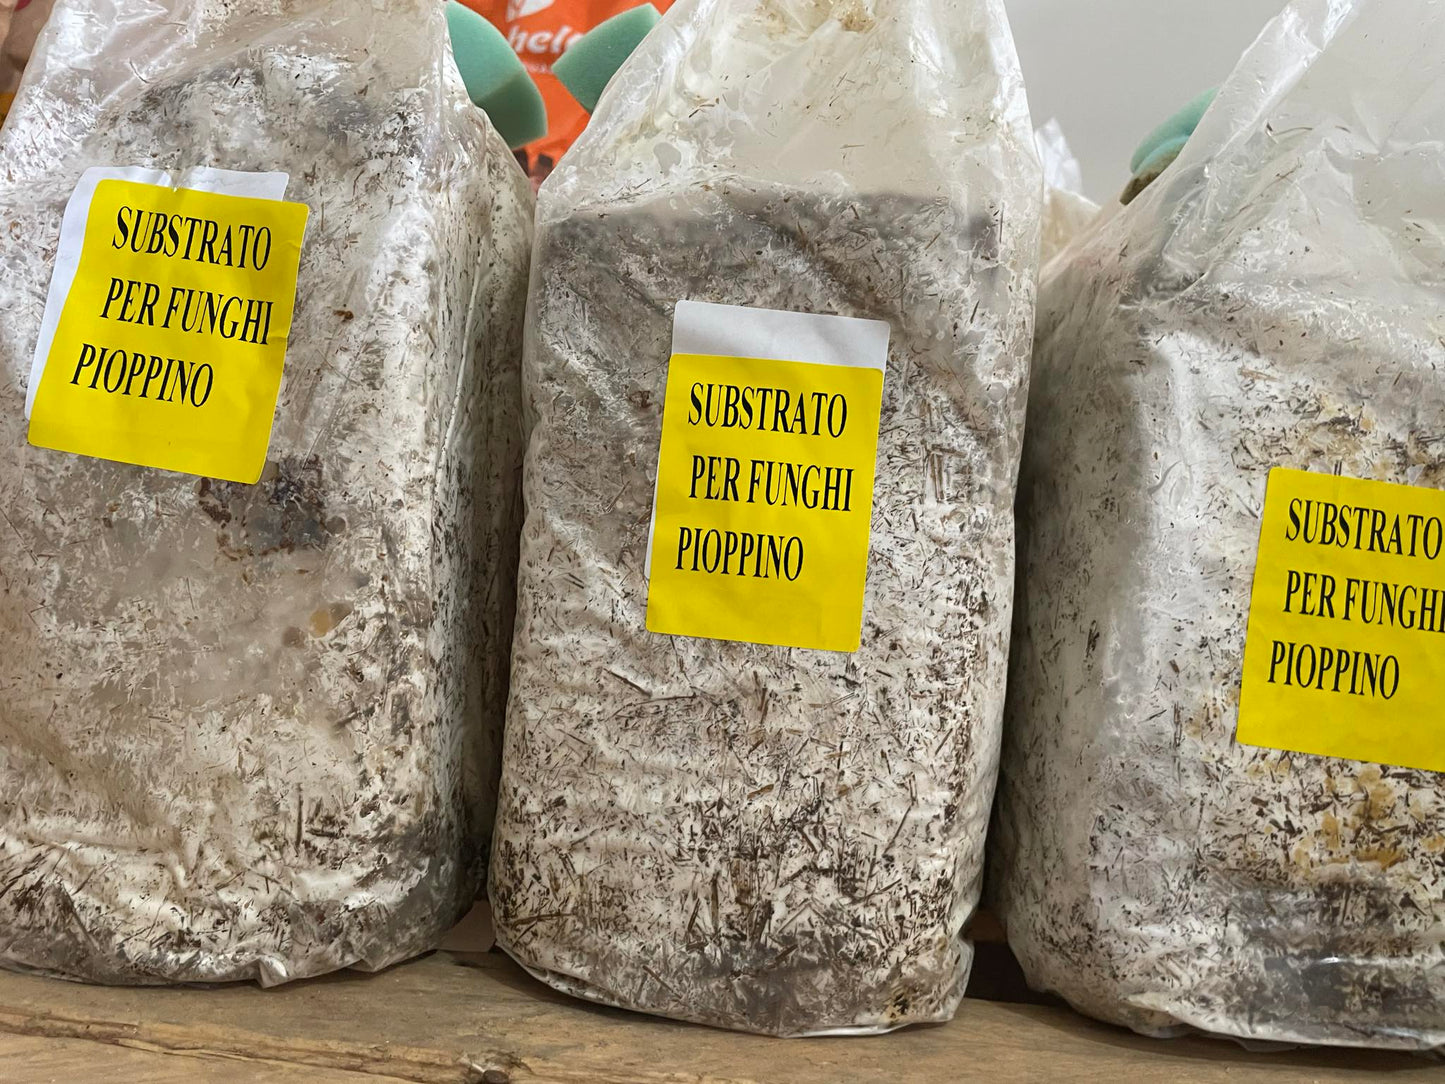 SUBSTRATO
PER FUNGHI
PIOPPINO
SUBSTRATO
PER FUNGHI
PIOPPINO
SUBSTRATO
PER FUNGHI
PIOPPINO